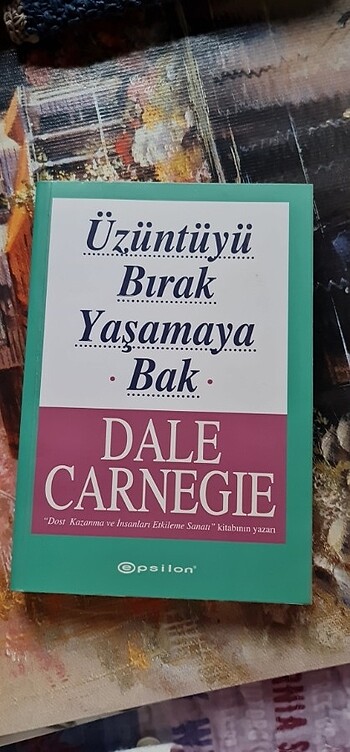 Üzüntüyü
Bırak
Yaşamaya
· Bak ·
DALE
CARNEGIE
"Dost Kazanma ve İnsanları Etkileme Sanatı" kitabının yazarı
epsilon®